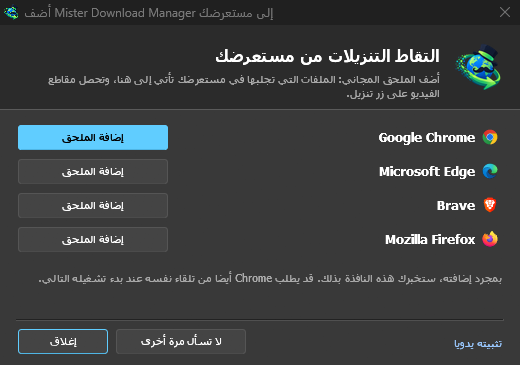 أضف Mister Download Manager إلى مستعرضك
التقاط التنزيلات من مستعرضك
أضف الملحق المجاني: الملفات التي تجلبها في مستعرضك تأتي إلى هنا، وتحصل مقاطع
الفيديو على زر تنزيل.
Google Chrome
إضافة الملحق
Microsoft Edge
إضافة الملحق
Brave
إضافة الملحق
Mozilla Firefox
إضافة الملحق
بمجرد إضافته، ستخبرك هذه النافذة بذلك. قد يطلب Chrome أيضا من تلقاء نفسه عند بدء تشغيله التالي.
تثبيته يدويا
لا تسأل مرة أخرى
إغلاق